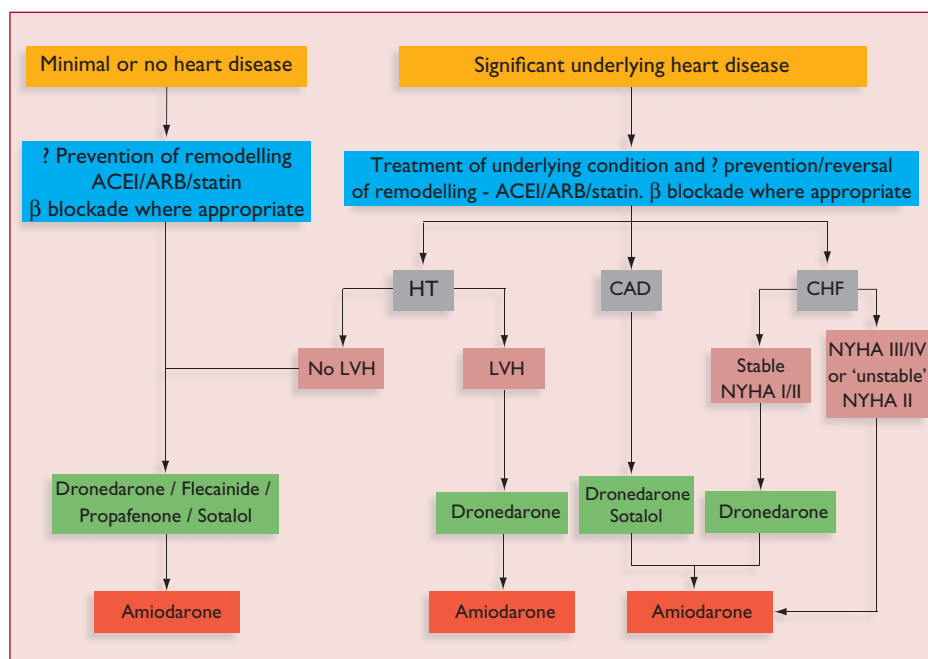 Minimal or no heart disease
Significant underlying heart disease
? Prevention of remodelling
ACEI/ARB/statin
β blockade where appropriate
Treatment of underlying condition and ? prevention/reversal
of remodelling - ACEI/ARB/statin. β blockade where appropriate
HT
CAD
CHF
No LVH
LVH
Stable
NYHA I/II
NYHA III/IV
or ‘unstable’
NYHA II
Dronedarone / Flecainide /
Propafenone / Sotalol
Dronedarone
Dronedarone
Sotalol
Dronedarone
Amiodarone
Amiodarone
Amiodarone